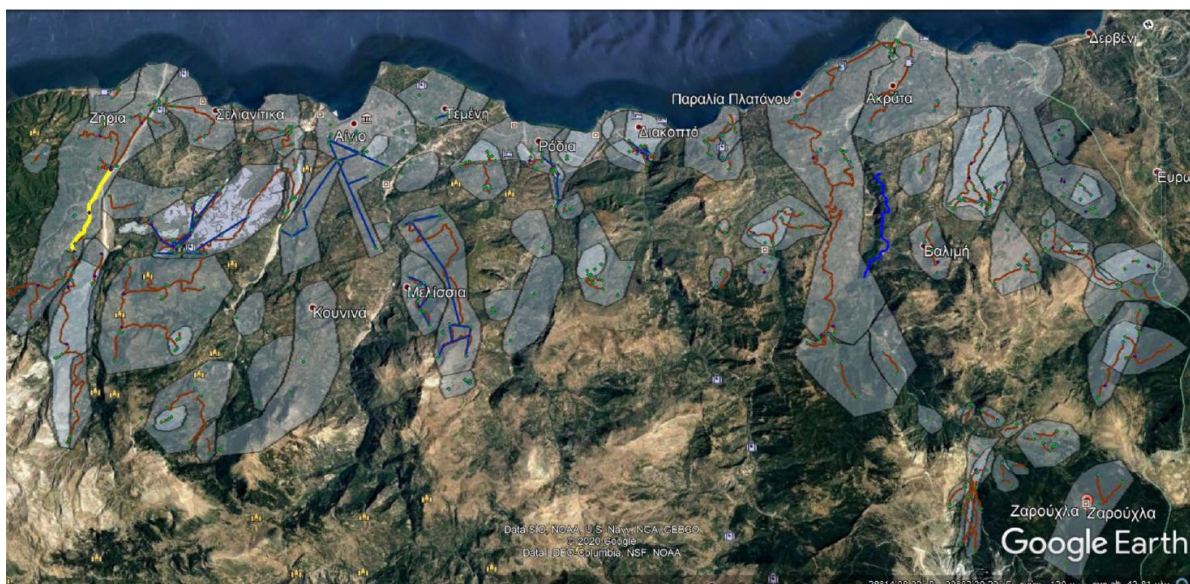 Δερβένι
Παραλία Πλατάνου
Ακράτα
Ζήρια
Σελιανίτικα
Τεμένη
Αίγιο
Διακοπτό
Ρόδια
Βαλιμή
Μελίσσια
Κουνινά
Ζαρούχλα Ζαρούχλα
Data SIO, NOAA, U.S. Navy, NGA, GEBCO
© 2020 Google
Data LDEO-Columbia, NSF, NOAA
Google Earth